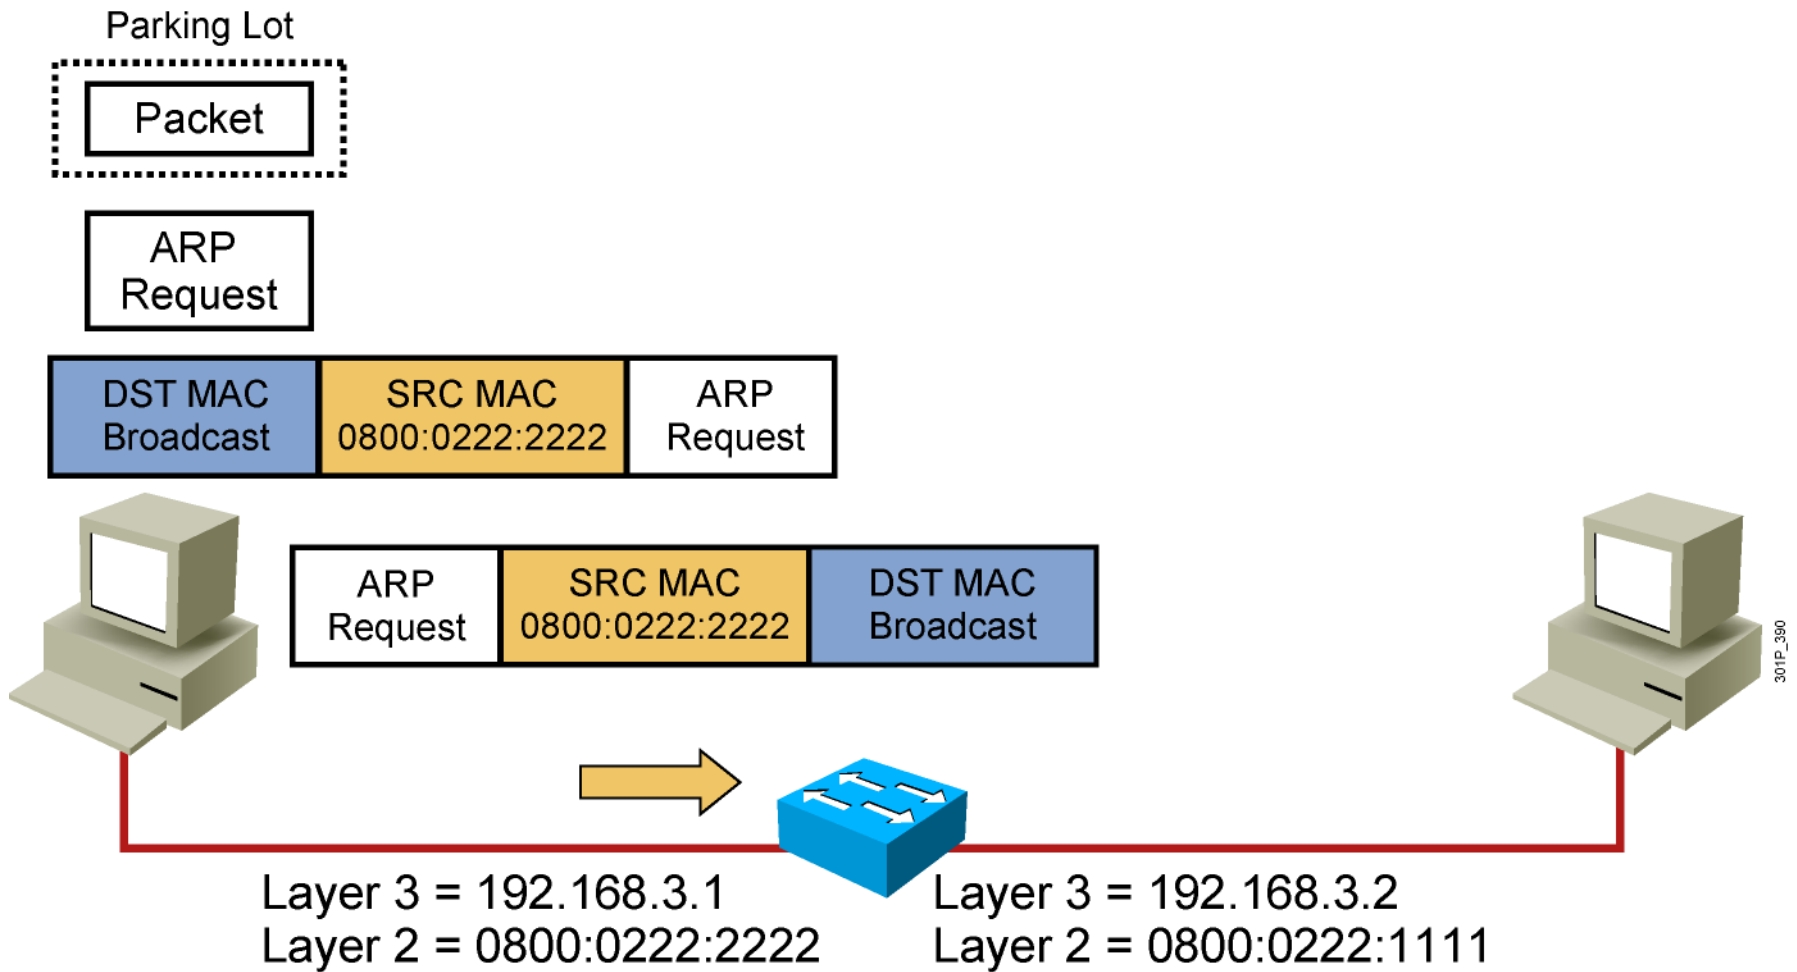 Parking Lot
Packet
ARP
Request
DST MAC
Broadcast
SRC MAC
0800:0222:2222
ARP
Request
ARP
Request
SRC MAC
0800:0222:2222
DST MAC
Broadcast
301P_390
Layer 3 = 192.168.3.1
Layer 2 = 0800:0222:2222
Layer 3 = 192.168.3.2
Layer 2 = 0800:0222:1111